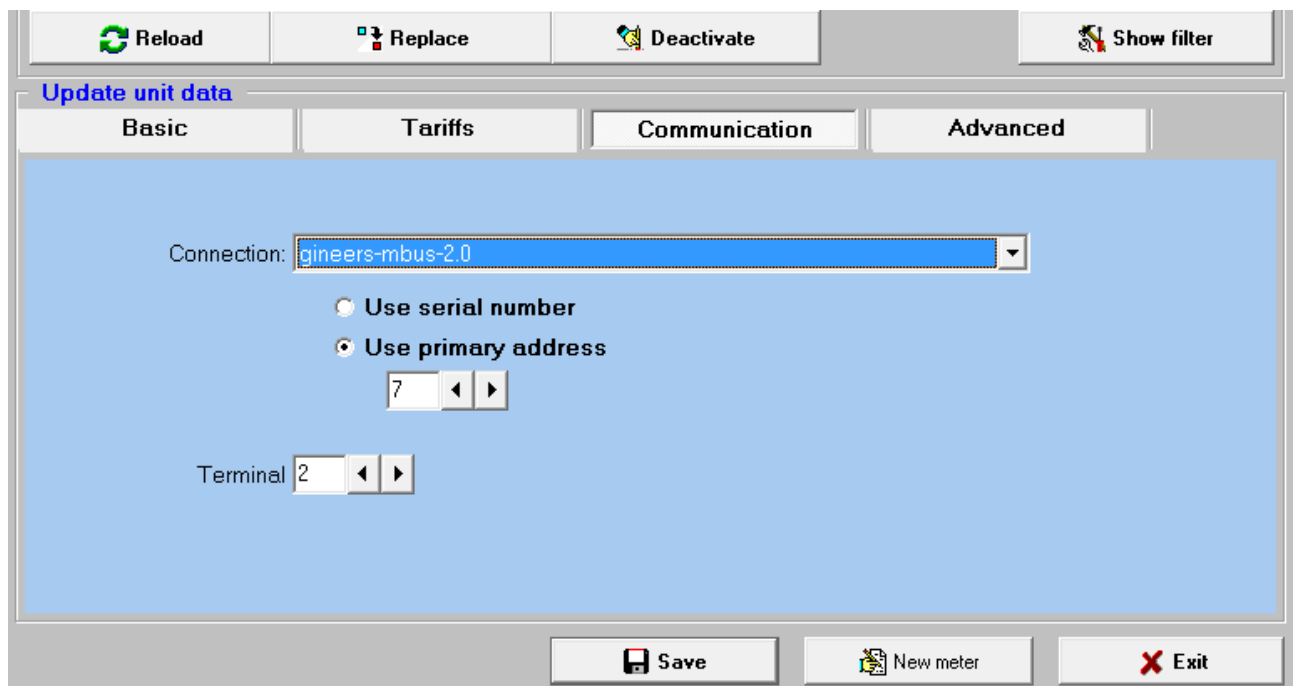 Reload Replace Deactivate Show filter
Update unit data
Basic Tariffs Communication Advanced
Connection: gineers-mbus-2.0
Use serial number
Use primary address
7
Terminal 2
Save New meter Exit